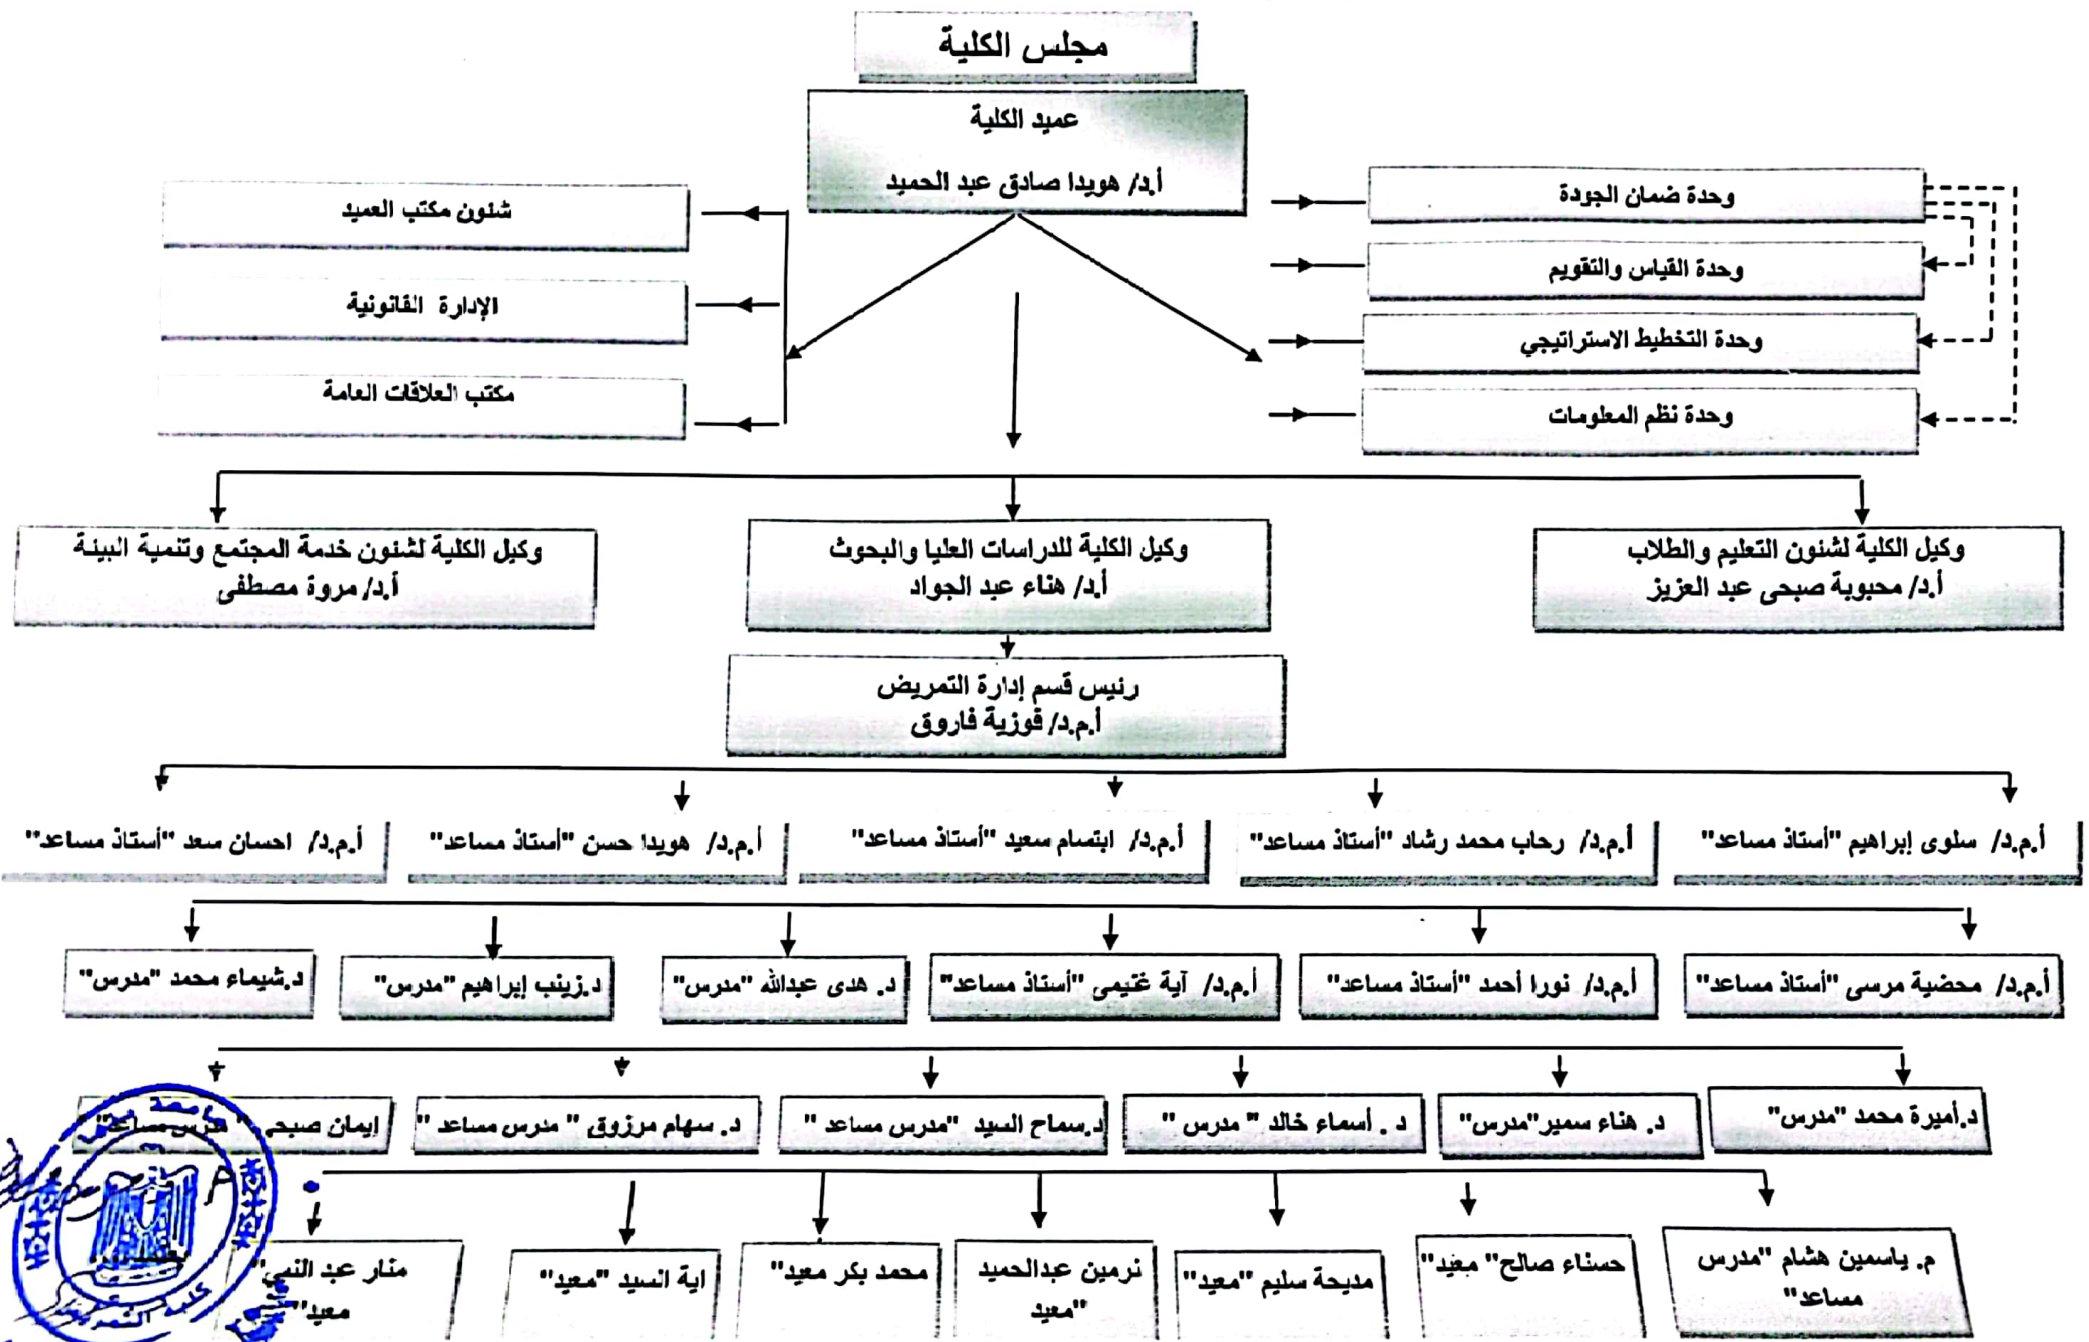 مجلس الكلية
عميد الكلية
أ.د/ هويدا صادق عبد الحميد
وحدة ضمان الجودة
وحدة القياس والتقويم
وحدة التخطيط الاستراتيجي
وحدة نظم المعلومات
شئون مكتب العميد
الإدارة القانونية
مكتب العلاقات العامة
وكيل الكلية لشئون التعليم والطلاب
أ.د/ محبوبة صبحى عبد العزيز
وكيل الكلية للدراسات العليا والبحوث
أ.د/ هناء عبد الجواد
وكيل الكلية لشئون خدمة المجتمع وتنمية البيئة
أ.د/ مروة مصطفى
رئيس قسم إدارة التمريض
أ.م.د/ فوزية فاروق
أ.م.د/ سلوى إبراهيم "أستاذ مساعد"
أ.م.د/ رحاب محمد رشاد "أستاذ مساعد"
أ.م.د/ ابتسام سعيد "أستاذ مساعد"
أ.م.د/ هويدا حسن "أستاذ مساعد"
أ.م.د/ احسان سعد "أستاذ مساعد"
أ.م.د/ محضية مرسى "أستاذ مساعد"
أ.م.د/ نورا أحمد "أستاذ مساعد"
أ.م.د/ آية غتيمى "أستاذ مساعد"
د. هدى عبدالله "مدرس"
د.زينب إبراهيم "مدرس"
د.شيماء محمد "مدرس"
د.أميرة محمد "مدرس"
د. هناء سمير"مدرس"
د . أسماء خالد " مدرس "
د.سماح السيد "مدرس مساعد "
د. سهام مرزوق " مدرس مساعد "
إيمان صبحي " مدرس مساعد"
م. ياسمين هشام "مدرس
مساعد"
حسناء صالح" معيد"
مديحة سليم "معيد"
نرمين عبدالحميد
"معيد
محمد بكر معيد"
اية السيد "معيد"
منار عبد النبي"
معيد"
جامعة
كلية التمريض